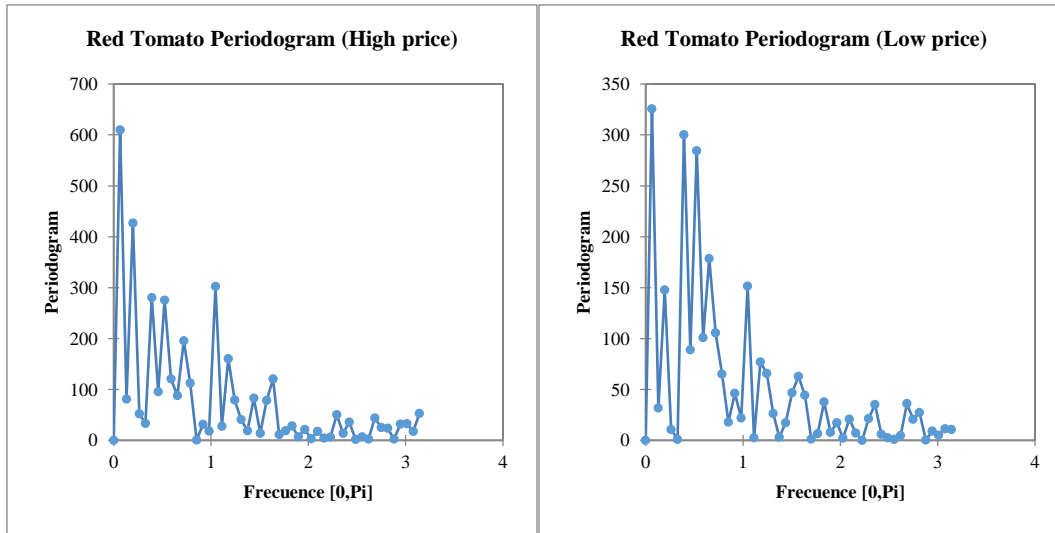 Red Tomato Periodogram (High price)
700
600
500
400
300
200
100
0
Periodogram
0 1 2 3 4
Frecuence [0,Pi]
Red Tomato Periodogram (Low price)
350
300
250
200
150
100
50
0
Periodogram
0 1 2 3 4
Frecuence [0,Pi]